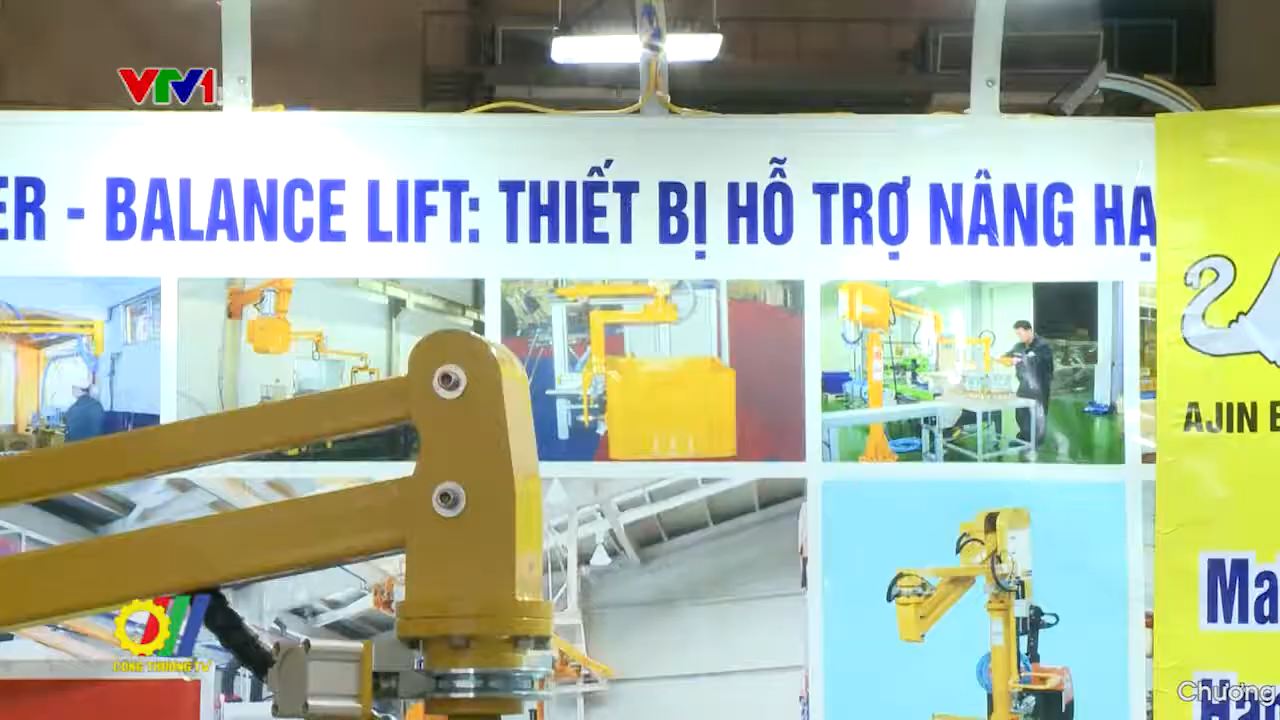 VTV1
ER - BALANCE LIFT: THIẾT BỊ HỖ TRỢ NÂNG HẠ
AJIN E
Ma
CÔNG THƯƠNG TV
Chương